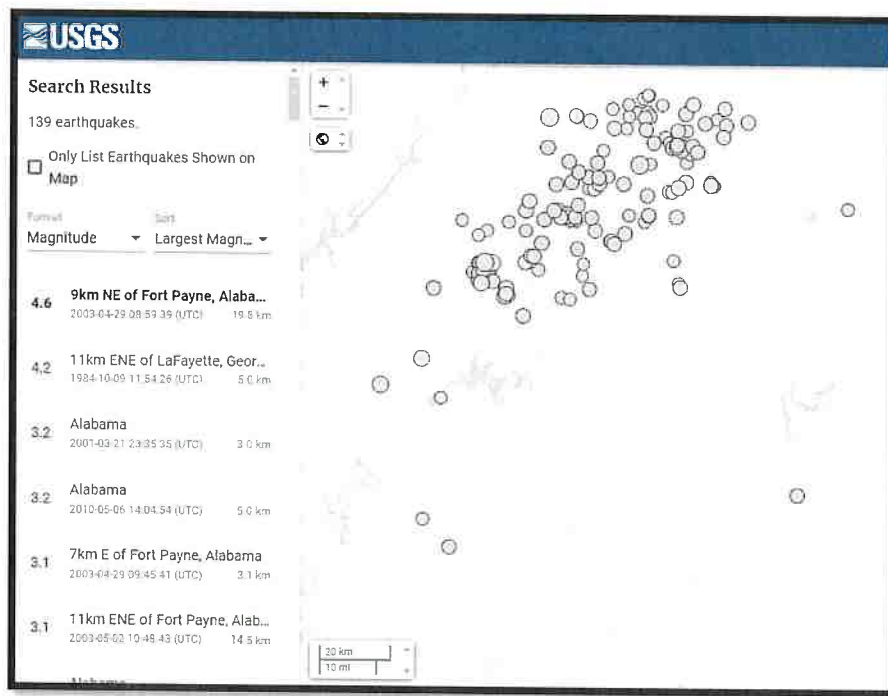 USGS
Search Results
139 earthquakes.
Only List Earthquakes Shown on
Map
Format
Sort
Magnitude
Largest Magn...
4.6
9km NE of Fort Payne, Alaba...
2003-04-29 08:59:39 (UTC) 19.8 km
4.2
11km ENE of LaFayette, Geor...
1984-10-09 11:54:26 (UTC) 5.0 km
3.2
Alabama
2001-03-21 23:35:35 (UTC) 3.0 km
3.2
Alabama
2010-05-06 14:04:54 (UTC) 5.0 km
3.1
7km E of Fort Payne, Alabama
2003-04-29 09:45:41 (UTC) 3.1 km
3.1
11km ENE of Fort Payne, Alab...
2003-05-02 10:48:43 (UTC) 14.5 km
Alabama
+
−
20 km
10 mi